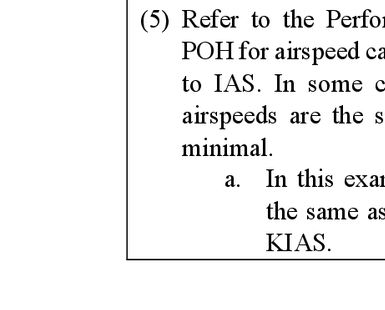 (5) Refer to the Perfor
POH for airspeed ca
to IAS. In some c
airspeeds are the s
minimal.
a. In this exam
the same as
KIAS.